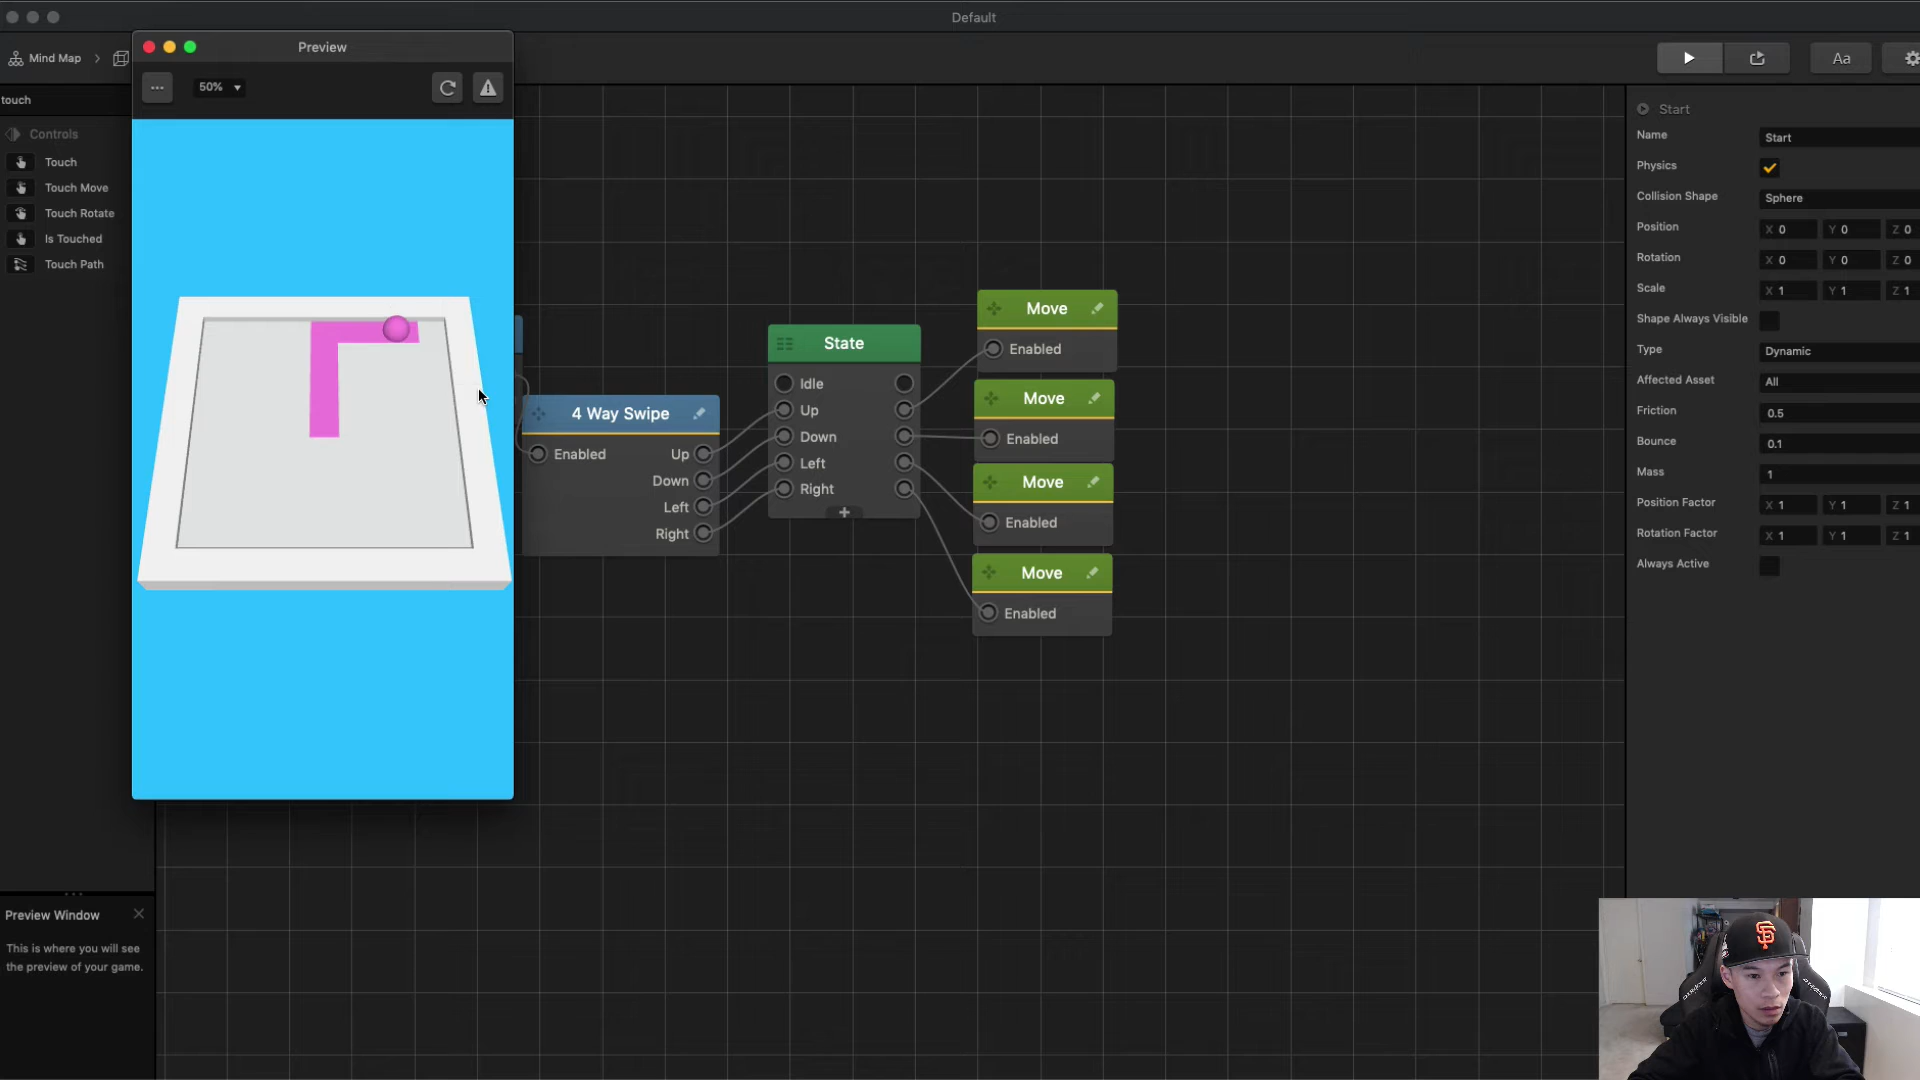 Default
Preview
Mind Map
50%
Aa
touch
Controls
Touch
Touch Move
Touch Rotate
Is Touched
Touch Path
4 Way Swipe
Enabled
Up
Down
Left
Right
State
Idle
Up
Down
Left
Right
+
Move
Enabled
Move
Enabled
Move
Enabled
Move
Enabled
Start
Name Start
Physics
Collision Shape Sphere
Position X 0 Y 0 Z 0
Rotation X 0 Y 0 Z 0
Scale X 1 Y 1 Z 1
Shape Always Visible
Type Dynamic
Affected Asset All
Friction 0.5
Bounce 0.1
Mass 1
Position Factor X 1 Y 1 Z 1
Rotation Factor X 1 Y 1 Z 1
Always Active
Preview Window
This is where you will see
the preview of your game.
SF